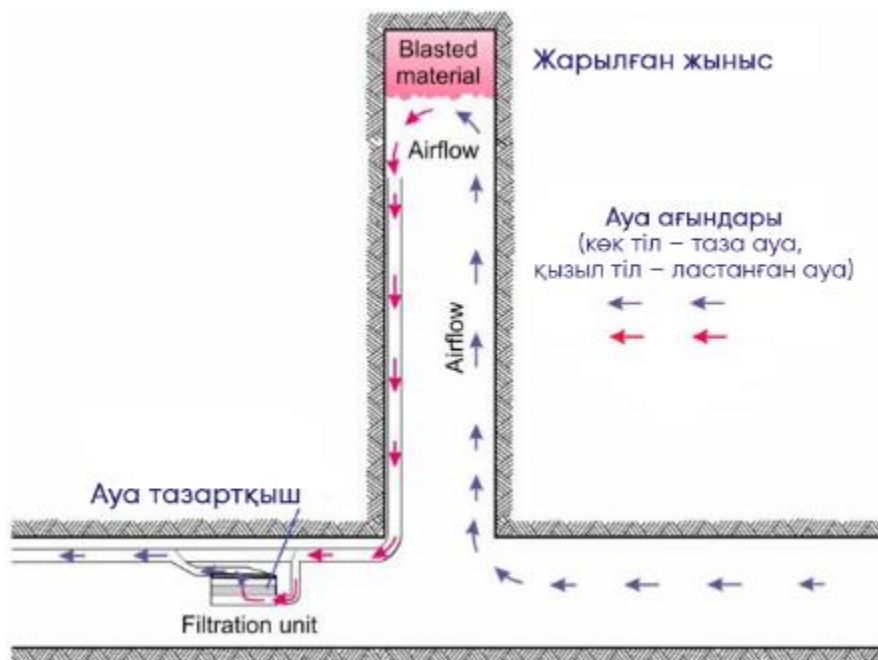 Blasted
material
Жарылған жыныс
Airflow
Ауа ағындары
(көк тіл – таза ауа,
қызыл тіл – ластанған ауа)
Airflow
Ауа тазартқыш
Filtration unit